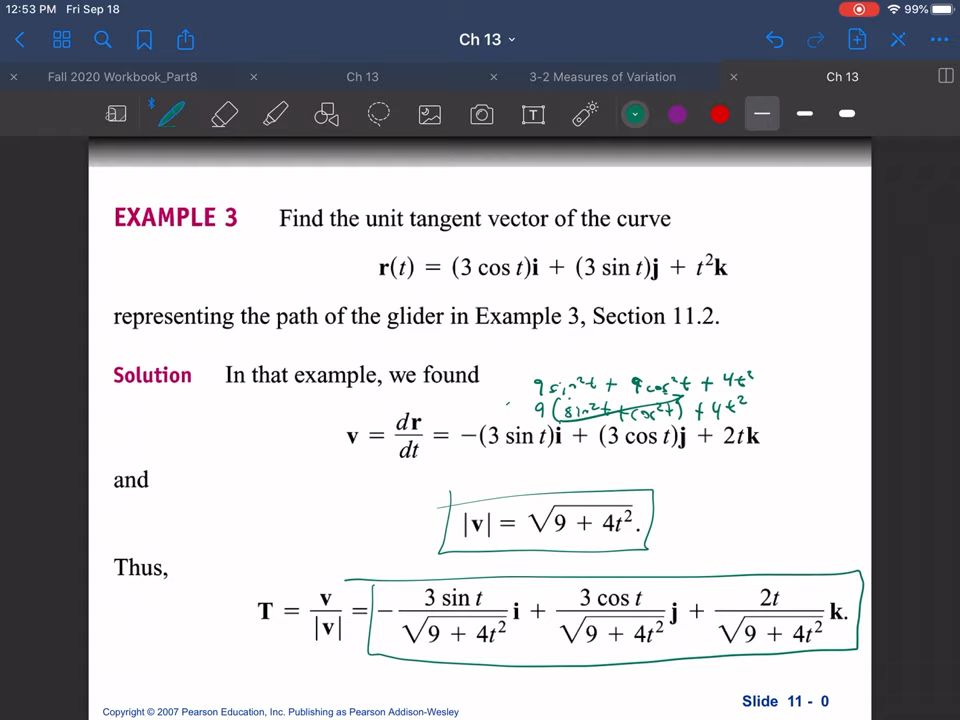 12:53 PM Fri Sep 18 99%
Ch 13
Fall 2020 Workbook_Part8 Ch 13 3-2 Measures of Variation Ch 13
EXAMPLE 3 Find the unit tangent vector of the curve
r(t) = (3 cos t)i + (3 sin t)j + t²k
representing the path of the glider in Example 3, Section 11.2.
Solution In that example, we found
9 sin²t + 9 cos²t + 4t²
9 (sin²t + cos²t) + 4t²
v = dr/dt = −(3 sin t)i + (3 cos t)j + 2tk
and
|v| = √(9 + 4t²).
Thus,
T = v/|v| = − (3 sin t)/√(9 + 4t²) i + (3 cos t)/√(9 + 4t²) j + 2t/√(9 + 4t²) k.
Slide 11 - 0
Copyright © 2007 Pearson Education, Inc. Publishing as Pearson Addison-Wesley